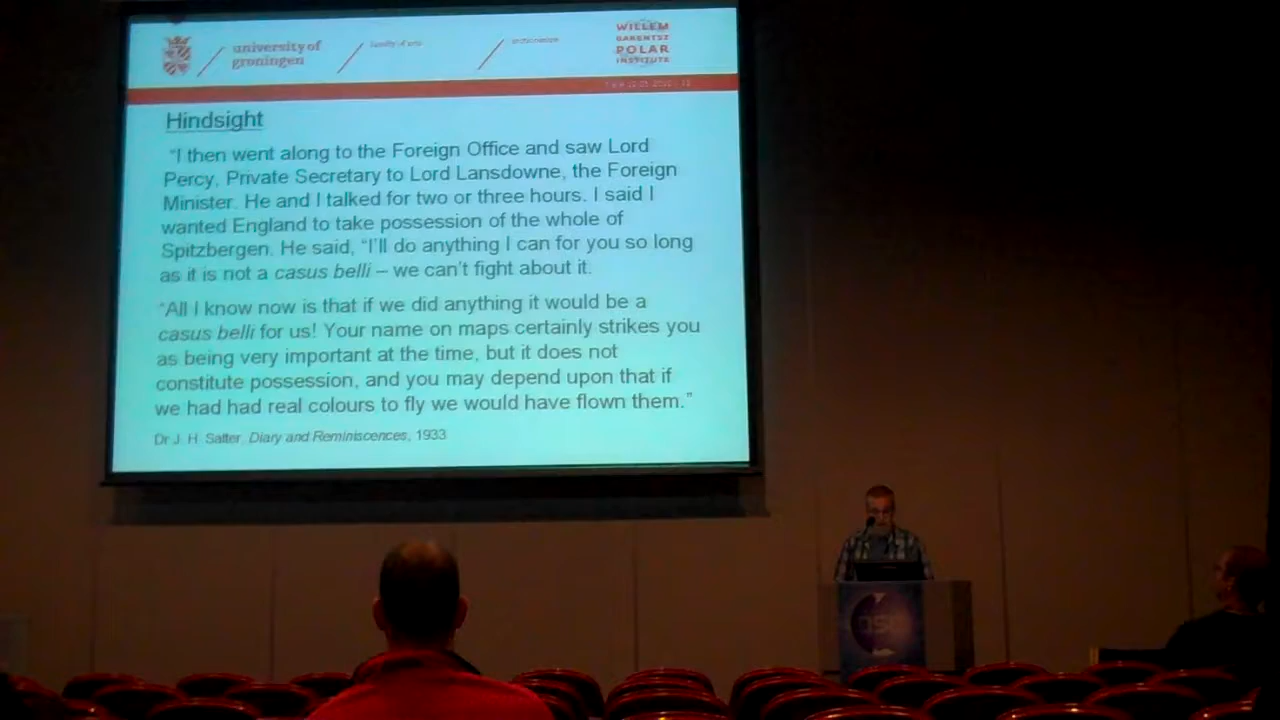 university of
groningen
faculty of arts
WILLEM
BARENTSZ
POLAR
INSTITUTE
Hindsight
“I then went along to the Foreign Office and saw Lord
Percy, Private Secretary to Lord Lansdowne, the Foreign
Minister. He and I talked for two or three hours. I said I
wanted England to take possession of the whole of
Spitzbergen. He said, “I’ll do anything I can for you so long
as it is not a casus belli – we can’t fight about it.
“All I know now is that if we did anything it would be a
casus belli for us! Your name on maps certainly strikes you
as being very important at the time, but it does not
constitute possession, and you may depend upon that if
we had had real colours to fly we would have flown them.”
Dr J. H. Salter, Diary and Reminiscences, 1933